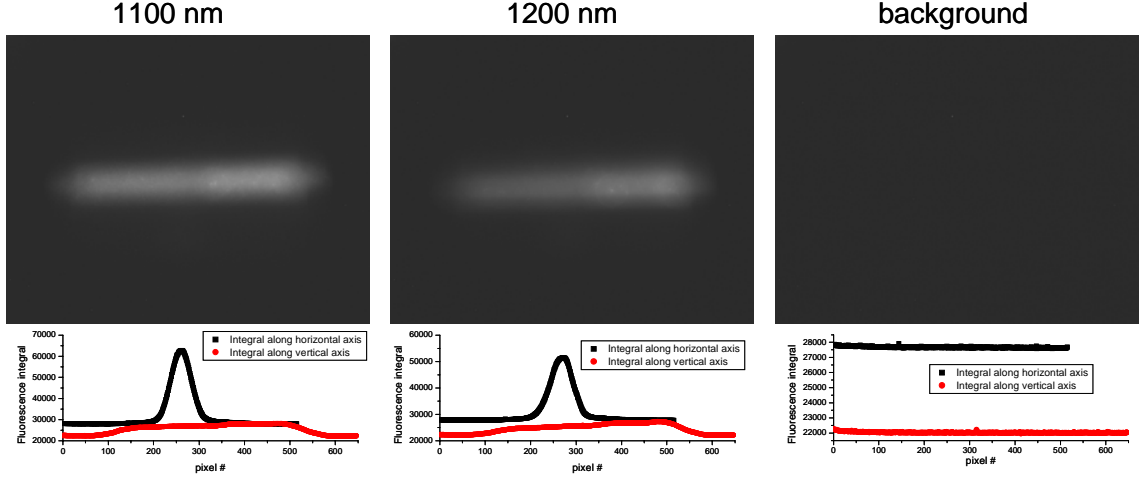 1100 nm
1200 nm
background
70000
60000
50000
40000
30000
20000
Fluorescence integral
0
100
200
300
400
500
600
pixel #
Integral along horizontal axis
Integral along vertical axis
60000
50000
40000
30000
20000
Fluorescence integral
0
100
200
300
400
500
600
pixel #
Integral along horizontal axis
Integral along vertical axis
28000
27000
26000
25000
24000
23000
22000
Fluorescence integral
0
100
200
300
400
500
600
pixel #
Integral along horizontal axis
Integral along vertical axis